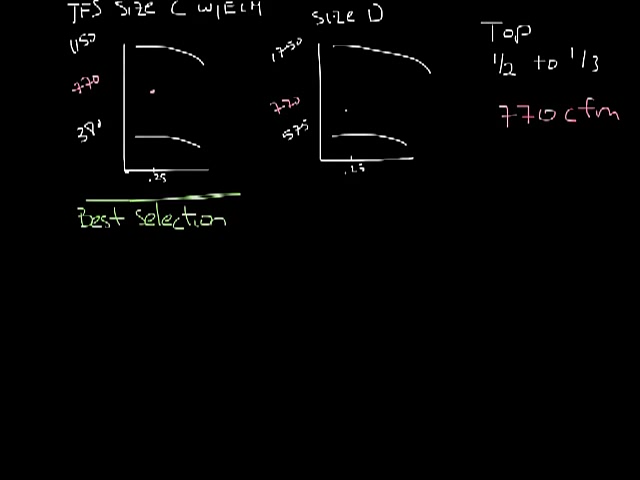 TFS Size C W/ECM
1150
770
380
.25
Best Selection
Size D
1750
770
575
.25
Top
1/2 to 1/3
770 cfm